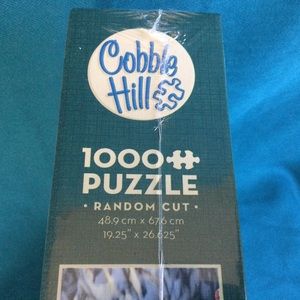 Cobble
Hill
1000
PUZZLE
• RANDOM CUT •
48.9 cm x 67.6 cm
19.25" x 26.625"